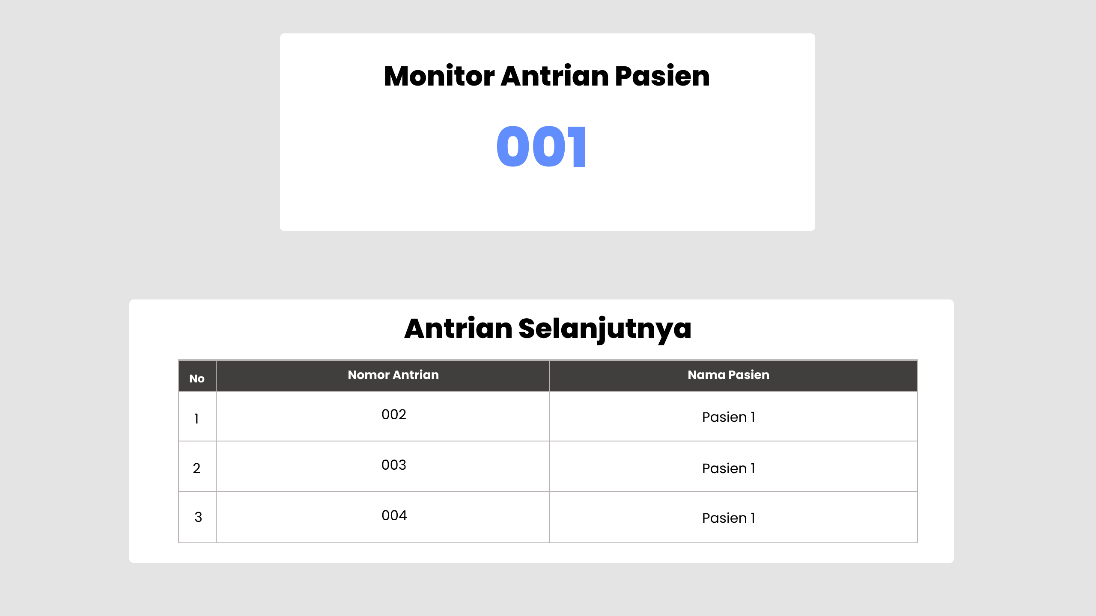 Monitor Antrian Pasien
001
Antrian Selanjutnya
No Nomor Antrian Nama Pasien
1 002 Pasien 1
2 003 Pasien 1
3 004 Pasien 1